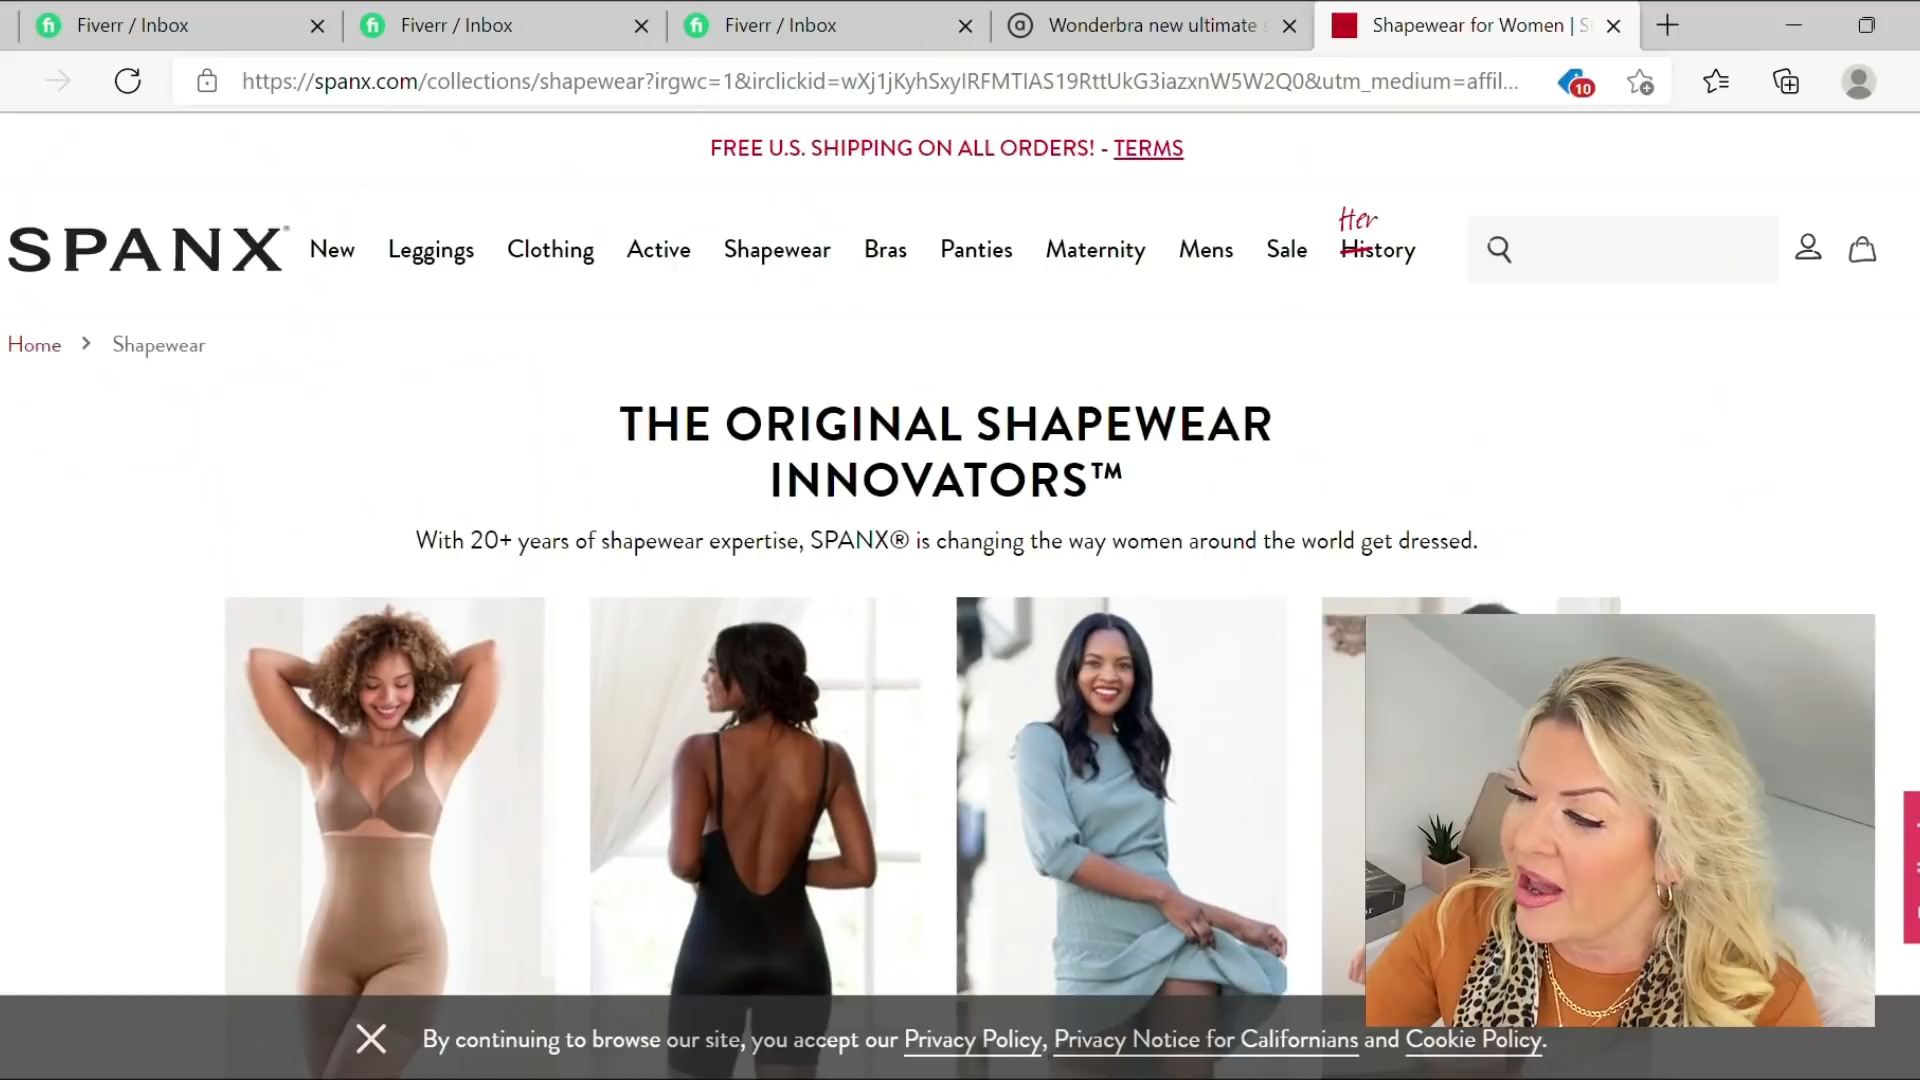 Fiverr / Inbox
Fiverr / Inbox
Fiverr / Inbox
Wonderbra new ultimate
Shapewear for Women |
https://spanx.com/collections/shapewear?irgwc=1&irclickid=wXj1jKyhSxyIRFMTIAS19RttUkG3iazxnW5W2Q0&utm_medium=affil...
10
FREE U.S. SHIPPING ON ALL ORDERS! - TERMS
SPANX®
New
Leggings
Clothing
Active
Shapewear
Bras
Panties
Maternity
Mens
Sale
Her
History
Home > Shapewear
THE ORIGINAL SHAPEWEAR
INNOVATORS™
With 20+ years of shapewear expertise, SPANX® is changing the way women around the world get dressed.
By continuing to browse our site, you accept our Privacy Policy, Privacy Notice for Californians and Cookie Policy.